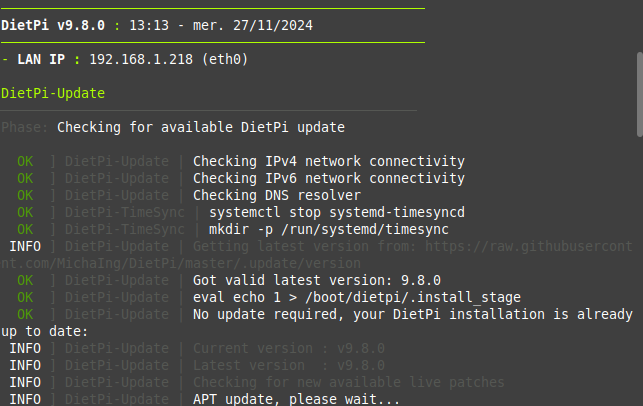 DietPi v9.8.0 : 13:13 - mer. 27/11/2024
- LAN IP : 192.168.1.218 (eth0)
DietPi-Update
Phase: Checking for available DietPi update
OK ] DietPi-Update | Checking IPv4 network connectivity
OK ] DietPi-Update | Checking IPv6 network connectivity
OK ] DietPi-Update | Checking DNS resolver
OK ] DietPi-TimeSync | systemctl stop systemd-timesyncd
OK ] DietPi-TimeSync | mkdir -p /run/systemd/timesync
INFO ] DietPi-Update | Getting latest version from: https://raw.githubusercont
nt.com/MichaIng/DietPi/master/.update/version
OK ] DietPi-Update | Got valid latest version: 9.8.0
OK ] DietPi-Update | eval echo 1 > /boot/dietpi/.install_stage
OK ] DietPi-Update | No update required, your DietPi installation is already
up to date:
INFO ] DietPi-Update | Current version : v9.8.0
INFO ] DietPi-Update | Latest version : v9.8.0
INFO ] DietPi-Update | Checking for new available live patches
INFO ] DietPi-Update | APT update, please wait...